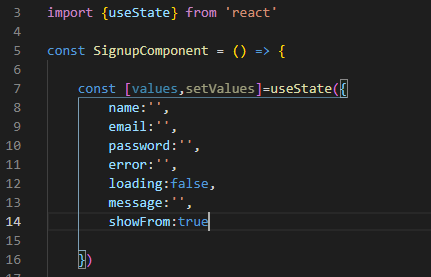 3 import {useState} from 'react'
4
5 const SignupComponent = () => {
6
7 const [values,setValues]=useState({
8 name:'',
9 email:'',
10 password:'',
11 error:'',
12 loading:false,
13 message:'',
14 showFrom:true
15
16 })